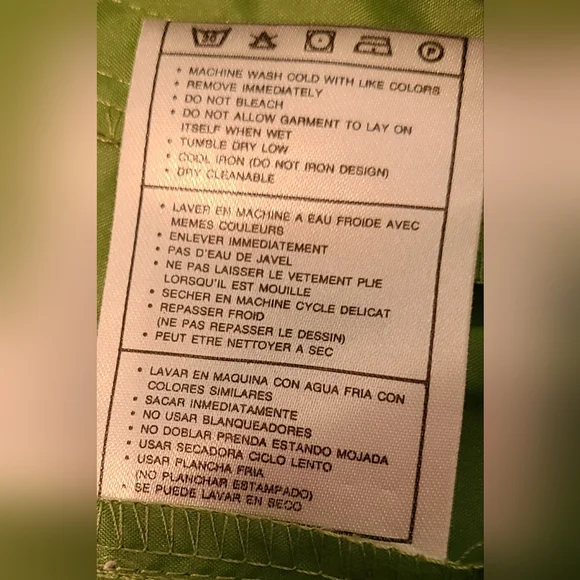 30
P
• MACHINE WASH COLD WITH LIKE COLORS
• REMOVE IMMEDIATELY
• DO NOT BLEACH
• DO NOT ALLOW GARMENT TO LAY ON
ITSELF WHEN WET
• TUMBLE DRY LOW
• COOL IRON (DO NOT IRON DESIGN)
• DRY CLEANABLE
• LAVER EN MACHINE A EAU FROIDE AVEC
MEMES COULEURS
• ENLEVER IMMEDIATEMENT
• PAS D'EAU DE JAVEL
• NE PAS LAISSER LE VETEMENT PLIE
LORSQU'IL EST MOUILLE
• SECHER EN MACHINE CYCLE DELICAT
• REPASSER FROID
(NE PAS REPASSER LE DESSIN)
• PEUT ETRE NETTOYER A SEC
• LAVAR EN MAQUINA CON AGUA FRIA CON
COLORES SIMILARES
• SACAR INMEDIATAMENTE
• NO USAR BLANQUEADORES
• NO DOBLAR PRENDA ESTANDO MOJADA
• USAR SECADORA CICLO LENTO
• USAR PLANCHA FRIA
(NO PLANCHAR ESTAMPADO)
• SE PUEDE LAVAR EN SECO